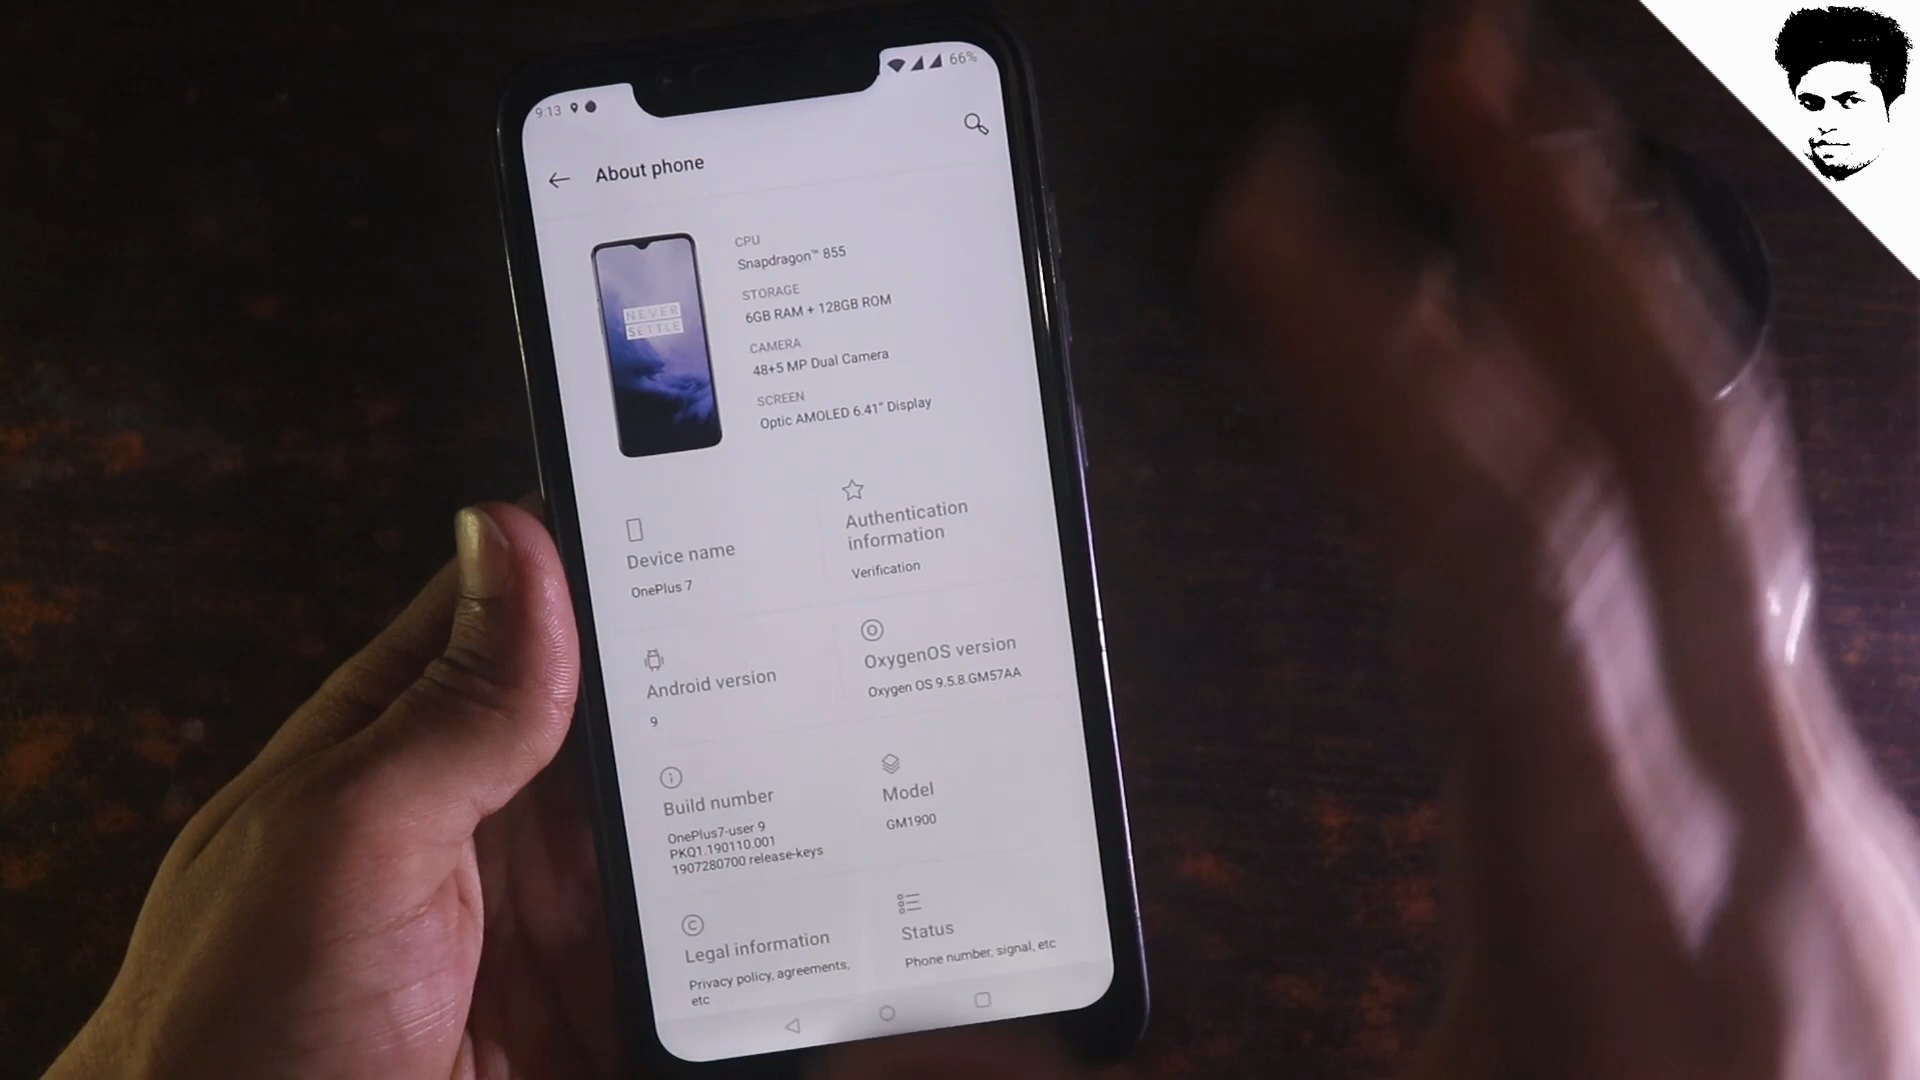 9:13
66%
About phone
CPU
Snapdragon™ 855
STORAGE
6GB RAM + 128GB ROM
CAMERA
48+5 MP Dual Camera
SCREEN
Optic AMOLED 6.41" Display
NEVER
SETTLE
Device name
OnePlus 7
Authentication
information
Verification
Android version
9
OxygenOS version
Oxygen OS 9.5.8.GM57AA
Build number
OnePlus7-user 9
PKQ1.190110.001
1907280700 release-keys
Model
GM1900
Legal information
Privacy policy, agreements,
etc
Status
Phone number, signal, etc